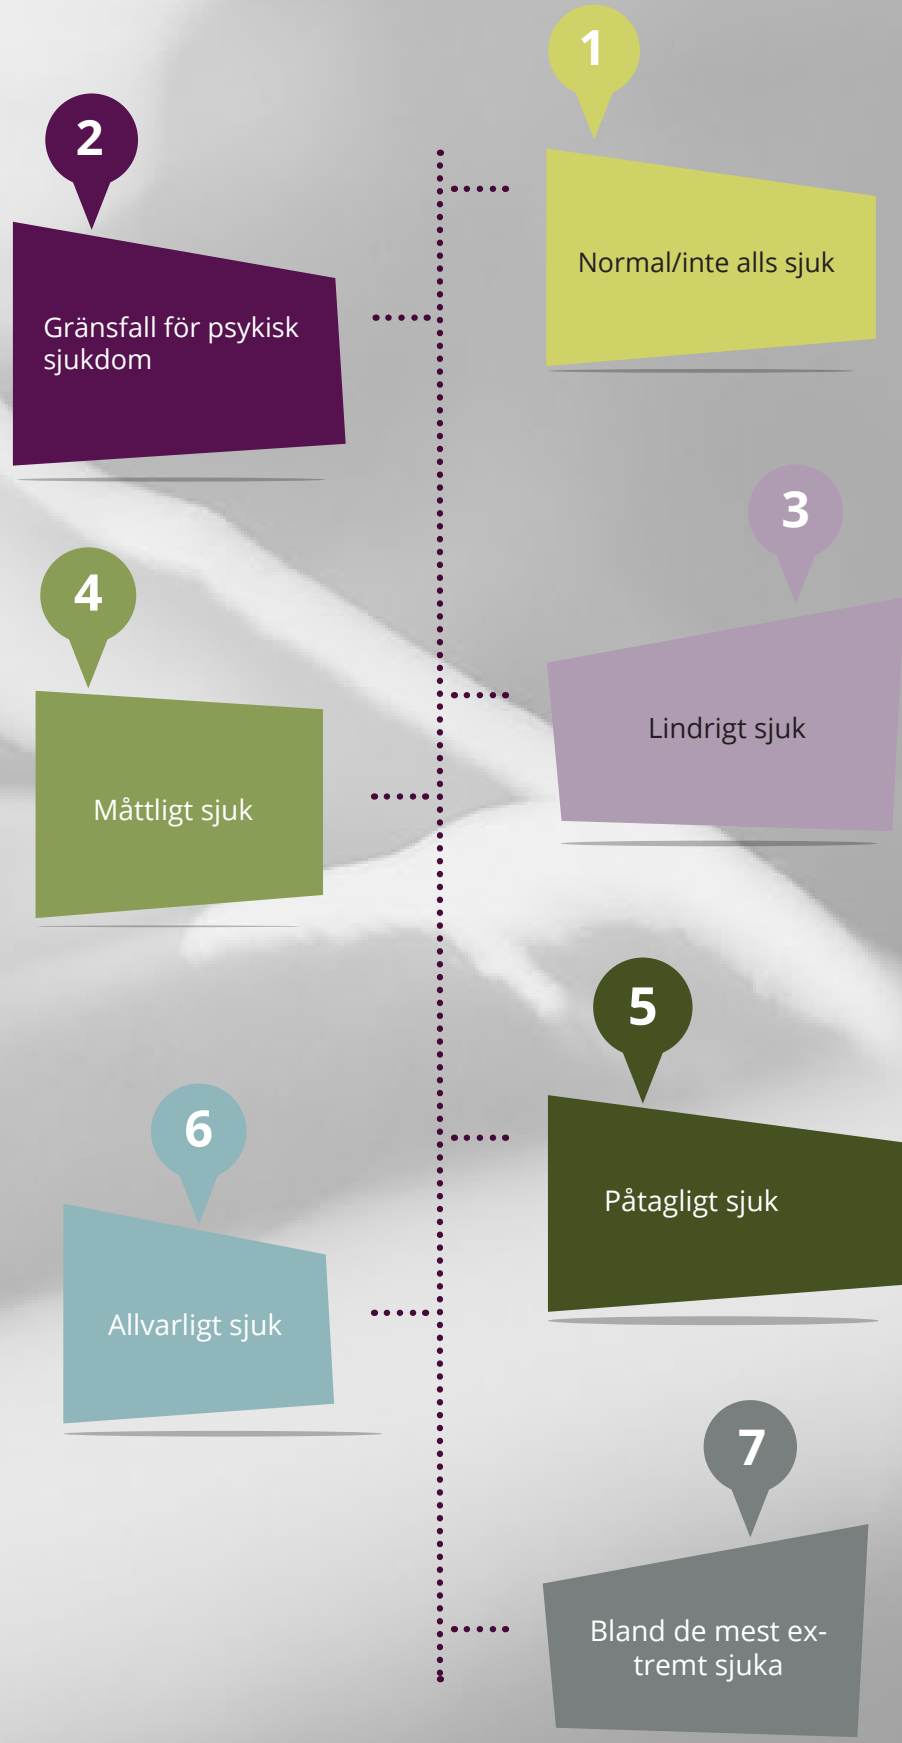 1
Normal/inte alls sjuk
2
Gränsfall för psykisk
sjukdom
3
Lindrigt sjuk
4
Måttligt sjuk
5
Påtagligt sjuk
6
Allvarligt sjuk
7
Bland de mest ex-
tremt sjuka